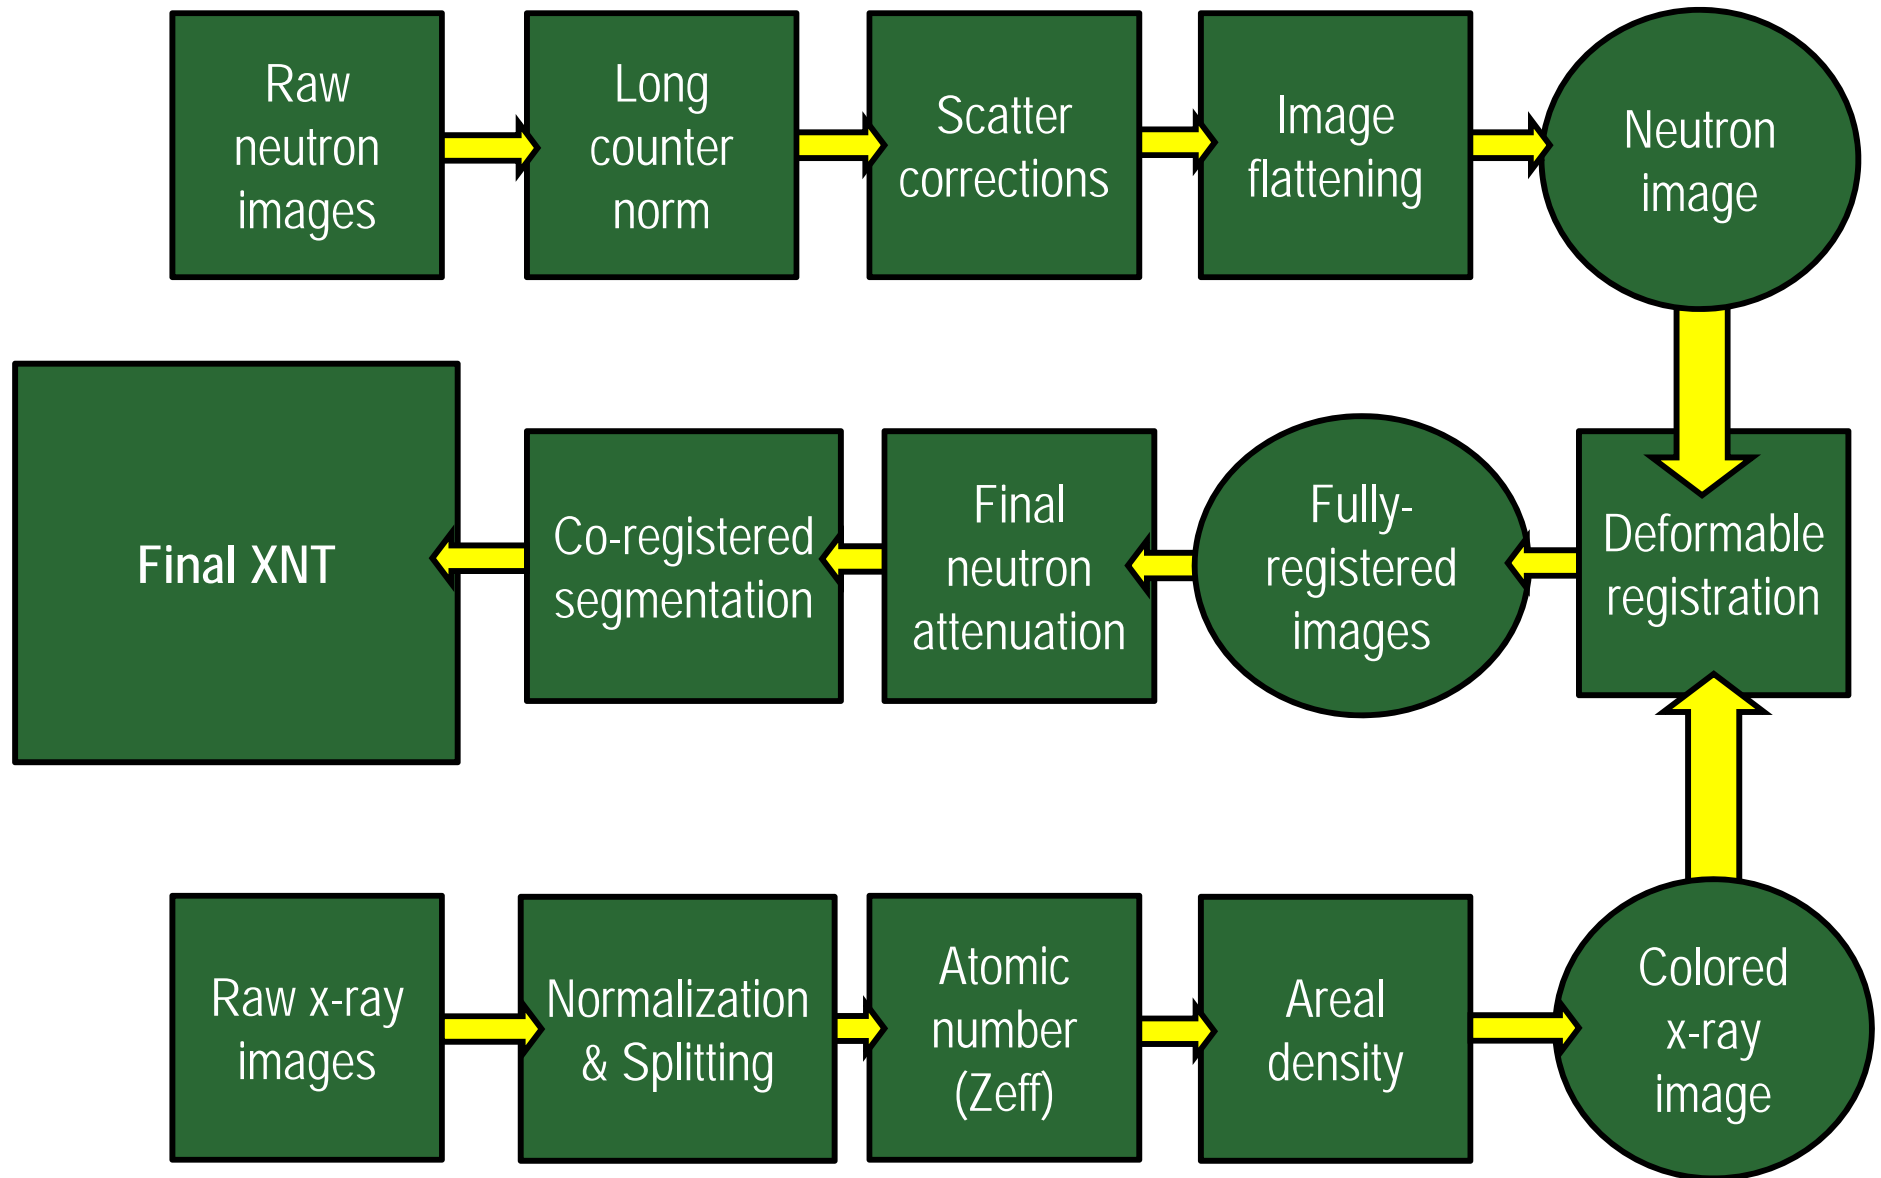 Raw
neutron
images
Long
counter
norm
Scatter
corrections
Image
flattening
Neutron
image
Final XNT
Co-registered
segmentation
Final
neutron
attenuation
Fully-
registered
images
Deformable
registration
Raw x-ray
images
Normalization
& Splitting
Atomic
number
(Zeff)
Areal
density
Colored
x-ray
image